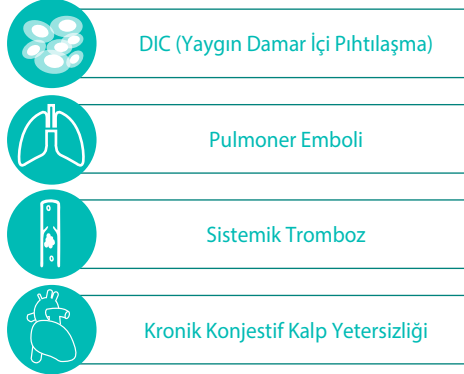 DIC (Yaygın Damar İçi Pıhtılaşma)
Pulmoner Emboli
Sistemik Tromboz
Kronik Konjestif Kalp Yetersizliği